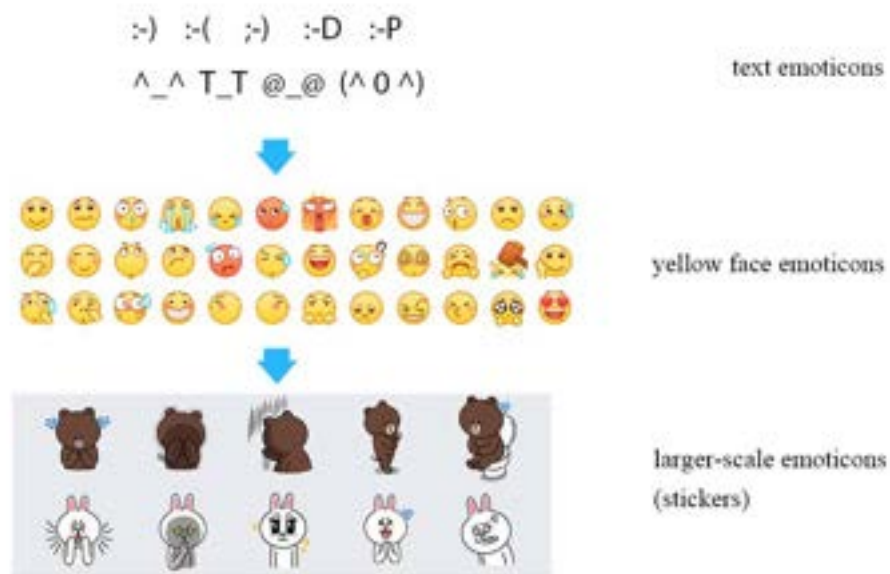 :-) :-( ;-) :-D :-P
^_^ T_T @_@ (^ 0 ^)
text emoticons
yellow face emoticons
larger-scale emoticons
(stickers)